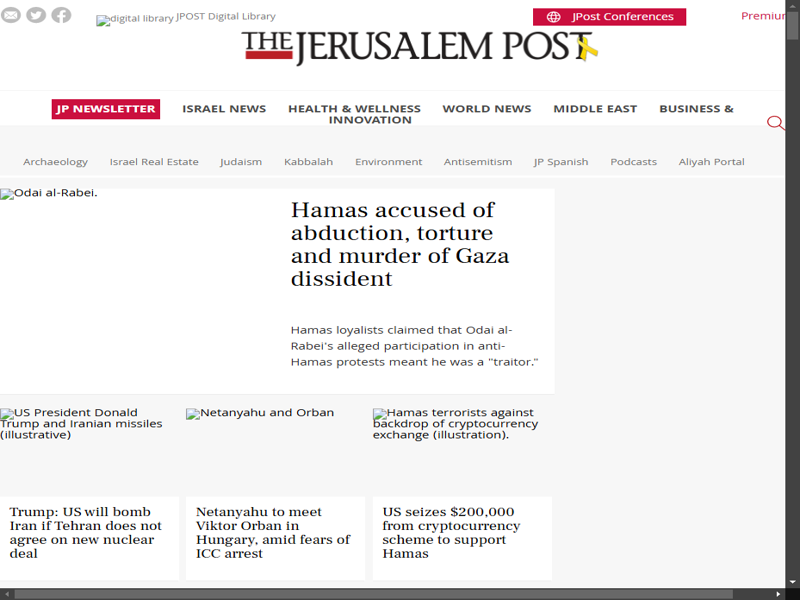 digital library JPOST Digital Library
JPost Conferences
THE JERUSALEM POST
JP NEWSLETTER
ISRAEL NEWS
HEALTH & WELLNESS
WORLD NEWS
MIDDLE EAST
BUSINESS &
INNOVATION
Archaeology
Israel Real Estate
Judaism
Kabbalah
Environment
Antisemitism
JP Spanish
Podcasts
Aliyah Portal
Odai al-Rabei.
Hamas accused of
abduction, torture
and murder of Gaza
dissident
Hamas loyalists claimed that Odai al-
Rabei's alleged participation in anti-
Hamas protests meant he was a "traitor."
US President Donald
Trump and Iranian missiles
(illustrative)
Trump: US will bomb
Iran if Tehran does not
agree on new nuclear
deal
Netanyahu and Orban
Netanyahu to meet
Viktor Orban in
Hungary, amid fears of
ICC arrest
Hamas terrorists against
backdrop of cryptocurrency
exchange (illustration).
US seizes $200,000
from cryptocurrency
scheme to support
Hamas